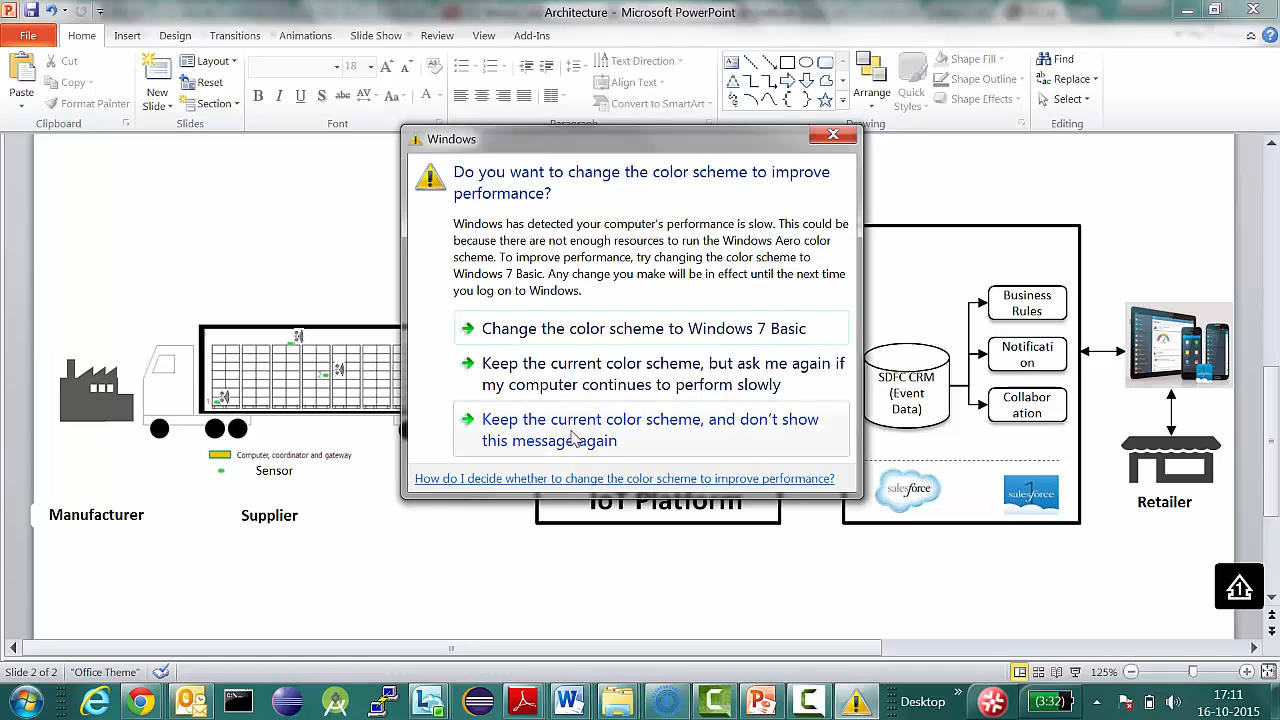 Architecture - Microsoft PowerPoint
File Home Insert Design Transitions Animations Slide Show Review View Add-Ins
Paste
Cut
Copy
Format Painter
Clipboard
New
Slide
Layout
Reset
Section
Slides
18
B I U S abc AV Aa A
Font
Text Direction
Align Text
Convert to SmartArt
Paragraph
Arrange
Quick
Styles
Shape Fill
Shape Outline
Shape Effects
Drawing
Find
Replace
Select
Editing
Windows
Do you want to change the color scheme to improve
performance?
Windows has detected your computer's performance is slow. This could be
because there are not enough resources to run the Windows Aero color
scheme. To improve performance, try changing the color scheme to
Windows 7 Basic. Any change you make will be in effect until the next time
you log on to Windows.
Change the color scheme to Windows 7 Basic
Keep the current color scheme, but ask me again if
my computer continues to perform slowly
Keep the current color scheme, and don't show
this message again
How do I decide whether to change the color scheme to improve performance?
1
2
Computer, coordinator and gateway
Sensor
Manufacturer
Supplier
IoT Platform
SDFC CRM
(Event
Data)
Business
Rules
Notificati
on
Collabor
ation
salesforce
salesforce
1
Retailer
1
Slide 2 of 2
"Office Theme"
125%
Desktop
»
(3:32)
17:11
16-10-2015